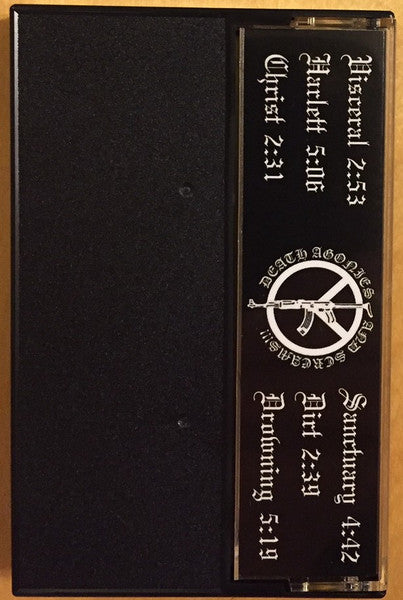 Visceral 2:53
Harlett 5:06
Christ 2:31
DEATH AGONIES AND SCREAMS!!!
Sanctuary 4:42
Dirt 2:39
Drowning 5:19